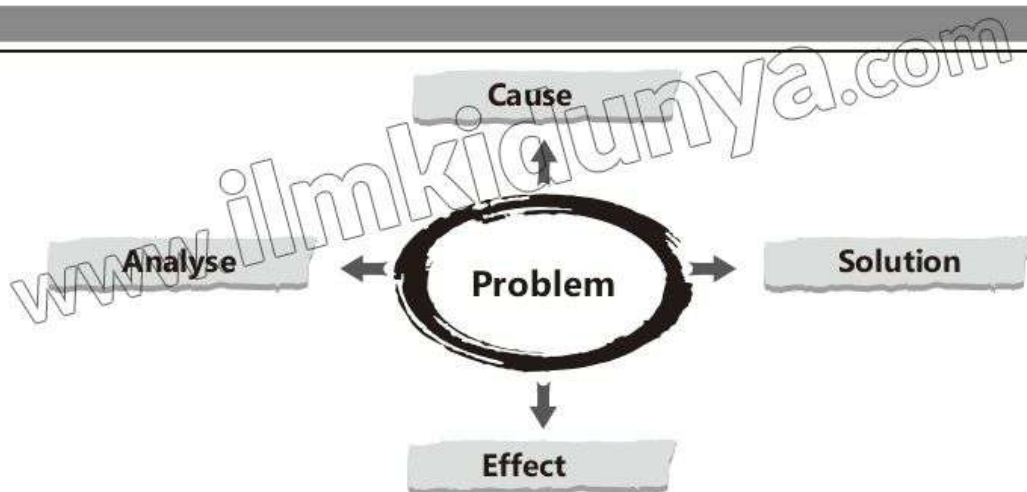 www.ilmkidunya.com
Cause
Analyse
Problem
Solution
Effect